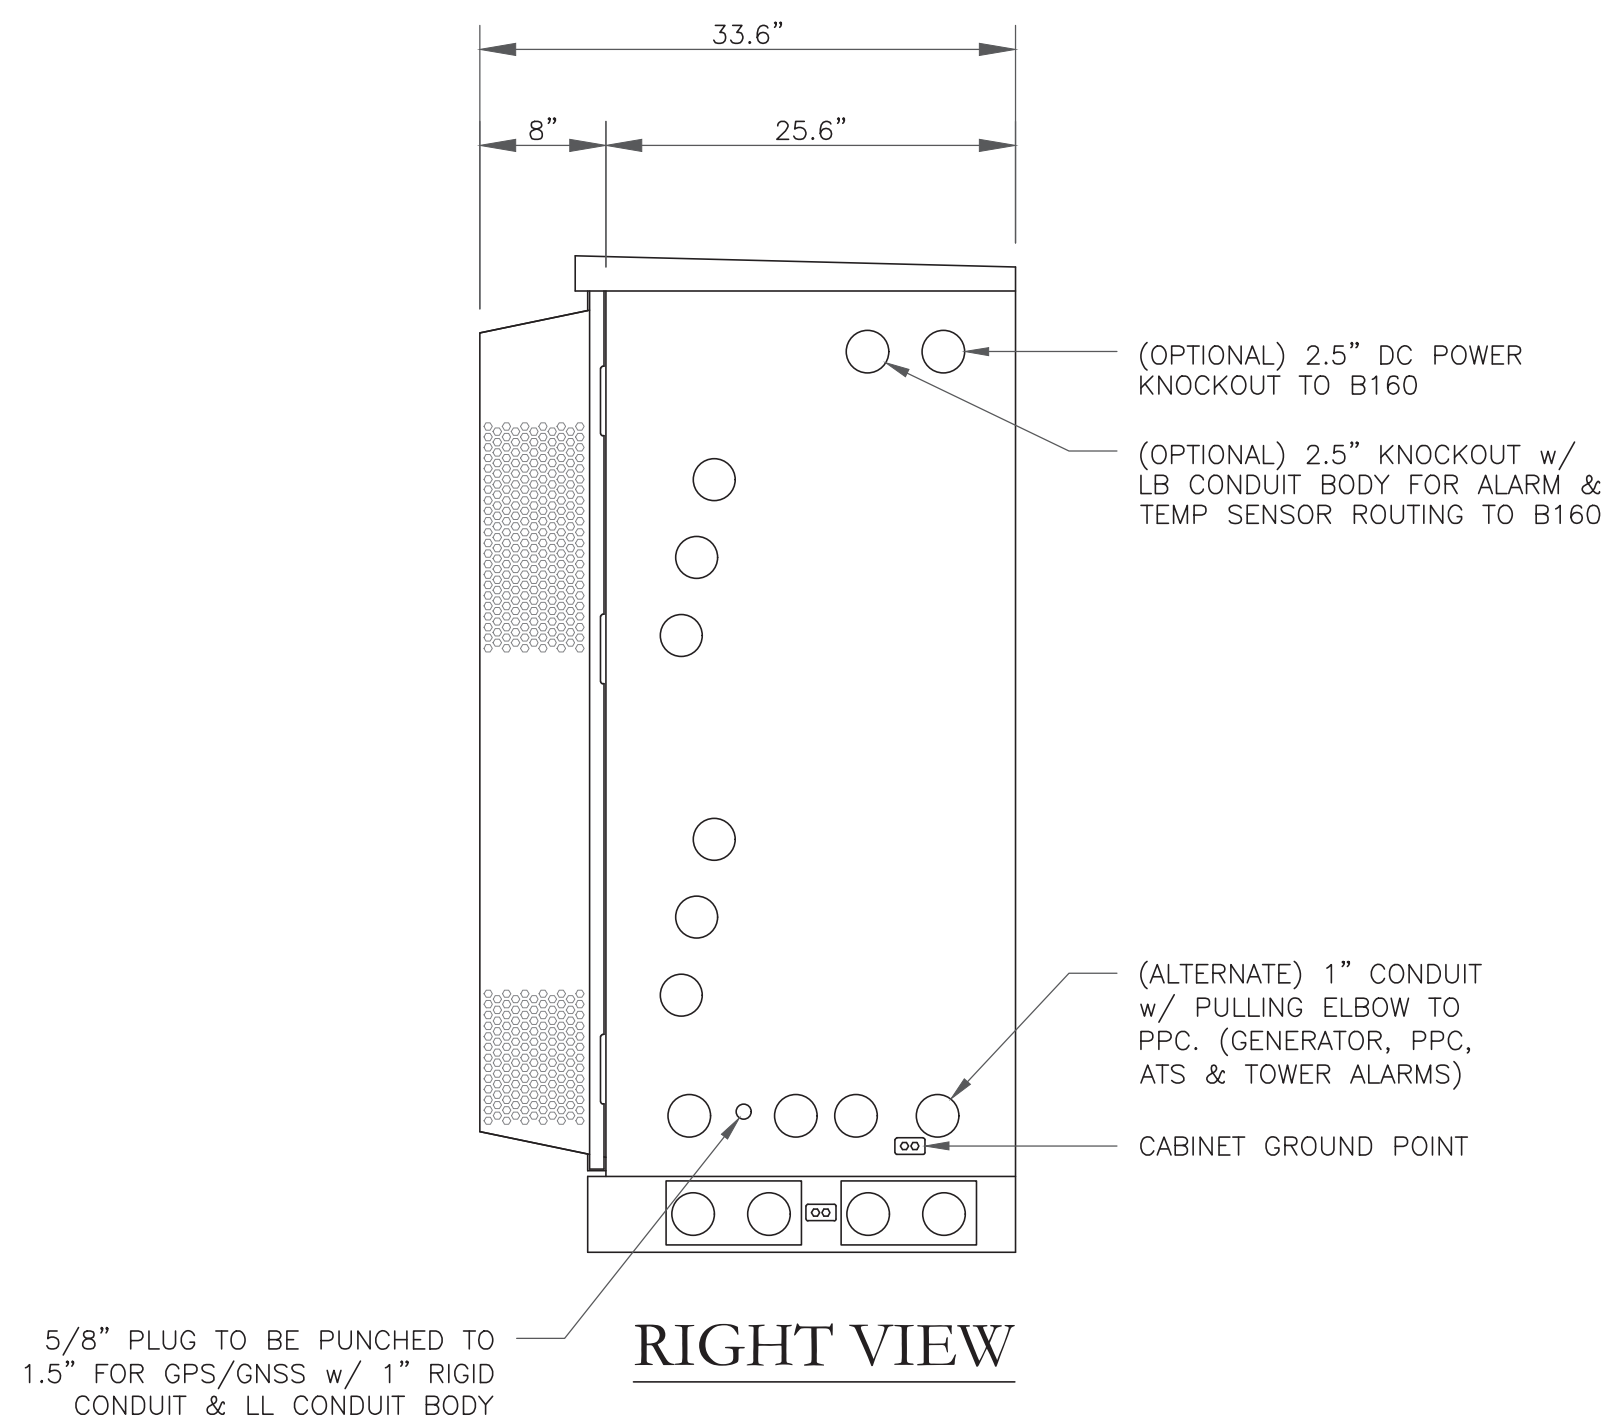 33.6”
8”
25.6”
(OPTIONAL) 2.5” DC POWER
KNOCKOUT TO B160
(OPTIONAL) 2.5” KNOCKOUT w/
LB CONDUIT BODY FOR ALARM &
TEMP SENSOR ROUTING TO B160
(ALTERNATE) 1” CONDUIT
w/ PULLING ELBOW TO
PPC. (GENERATOR, PPC,
ATS & TOWER ALARMS)
CABINET GROUND POINT
5/8” PLUG TO BE PUNCHED TO
1.5” FOR GPS/GNSS w/ 1” RIGID
CONDUIT & LL CONDUIT BODY
RIGHT VIEW